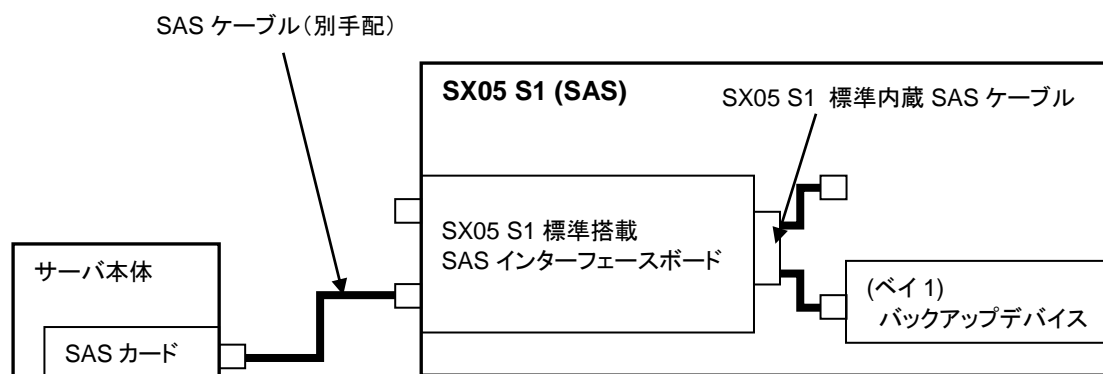 SAS ケーブル(別手配)
SX05 S1 (SAS)
SX05 S1 標準内蔵 SAS ケーブル
SX05 S1 標準搭載
SAS インターフェースボード
サーバ本体
SAS カード
(ベイ 1)
バックアップデバイス